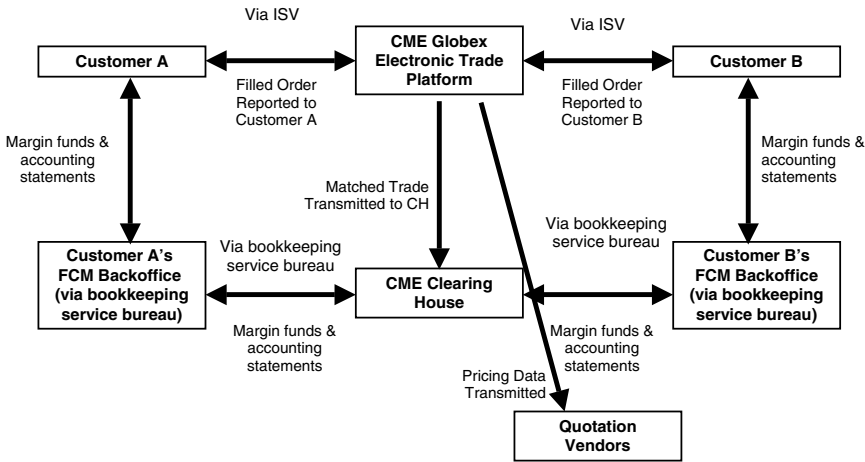 Via ISV
Via ISV
Customer A
CME Globex
Electronic Trade
Platform
Customer B
Filled Order
Reported to
Customer A
Filled Order
Reported to
Customer B
Margin funds &
accounting
statements
Margin funds &
accounting
statements
Matched Trade
Transmitted to CH
Customer A's
FCM Backoffice
(via bookkeeping
service bureau)
Via bookkeeping
service bureau
CME Clearing
House
Via bookkeeping
service bureau
Customer B's
FCM Backoffice
(via bookkeeping
service bureau)
Margin funds &
accounting
statements
Margin funds &
accounting
statements
Pricing Data
Transmitted
Quotation
Vendors